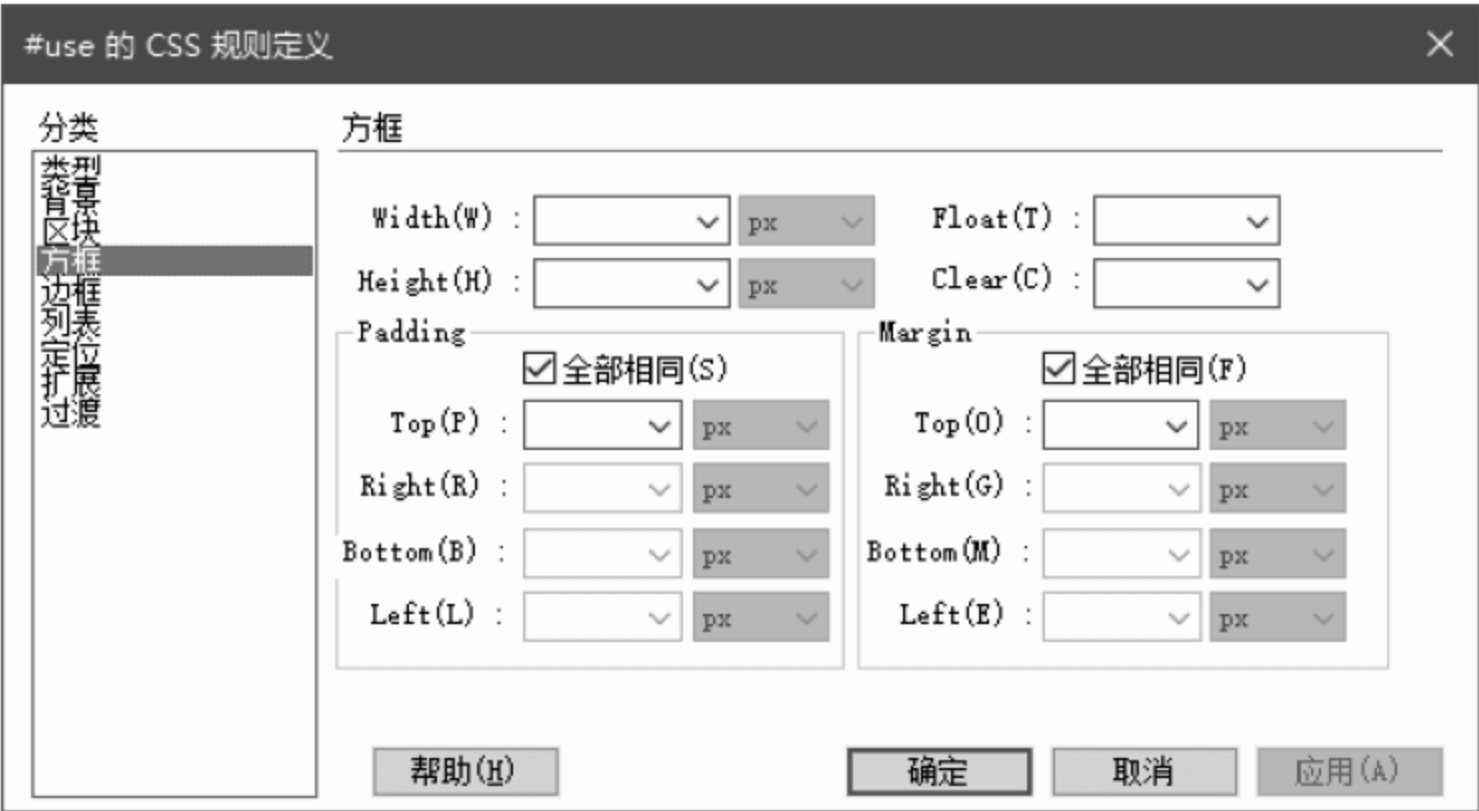 #use 的 CSS 规则定义
分类
类型
背景
区块
方框
边框
列表
定位
扩展
过渡
方框
Width(W) : px Float(T) :
Height(H) : px Clear(C) :
Padding Margin
全部相同(S) 全部相同(F)
Top(P) : px Top(O) : px
Right(R) : px Right(G) : px
Bottom(B) : px Bottom(M) : px
Left(L) : px Left(E) : px
帮助(H) 确定 取消 应用(A)